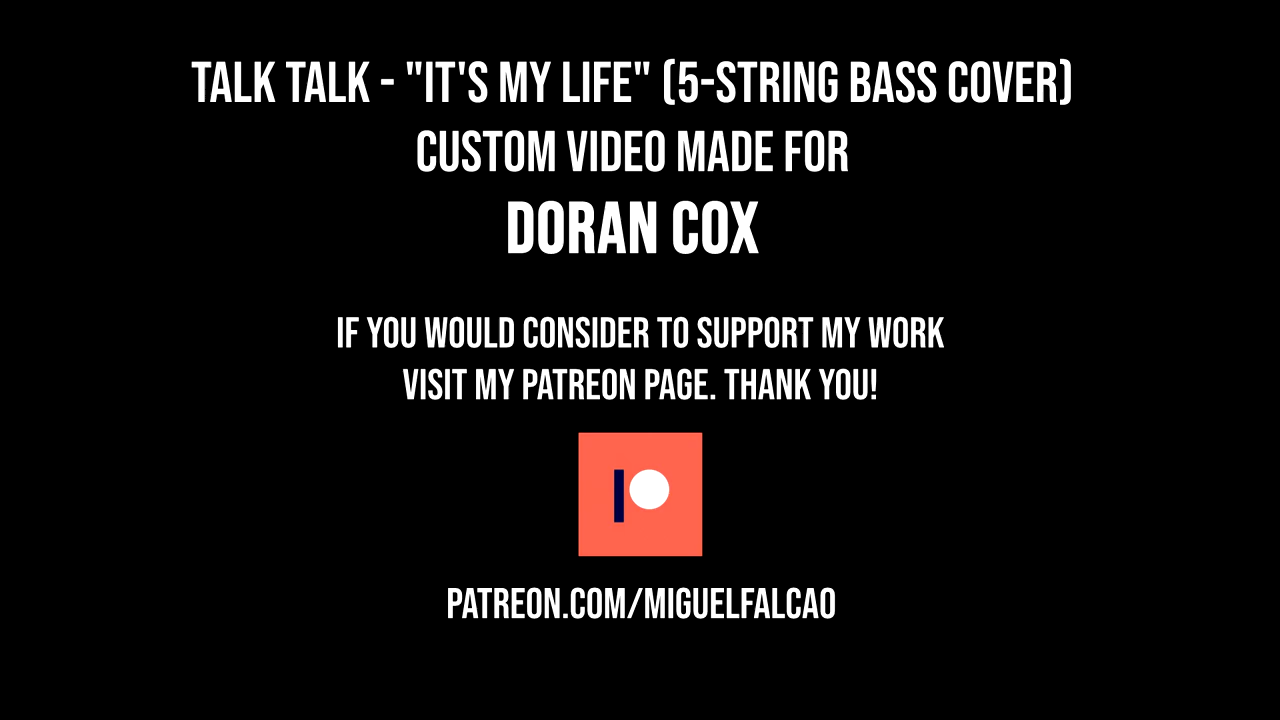 TALK TALK - "IT'S MY LIFE" (5-STRING BASS COVER)
CUSTOM VIDEO MADE FOR
DORAN COX
IF YOU WOULD CONSIDER TO SUPPORT MY WORK
VISIT MY PATREON PAGE. THANK YOU!
PATREON.COM/MIGUELFALCAO